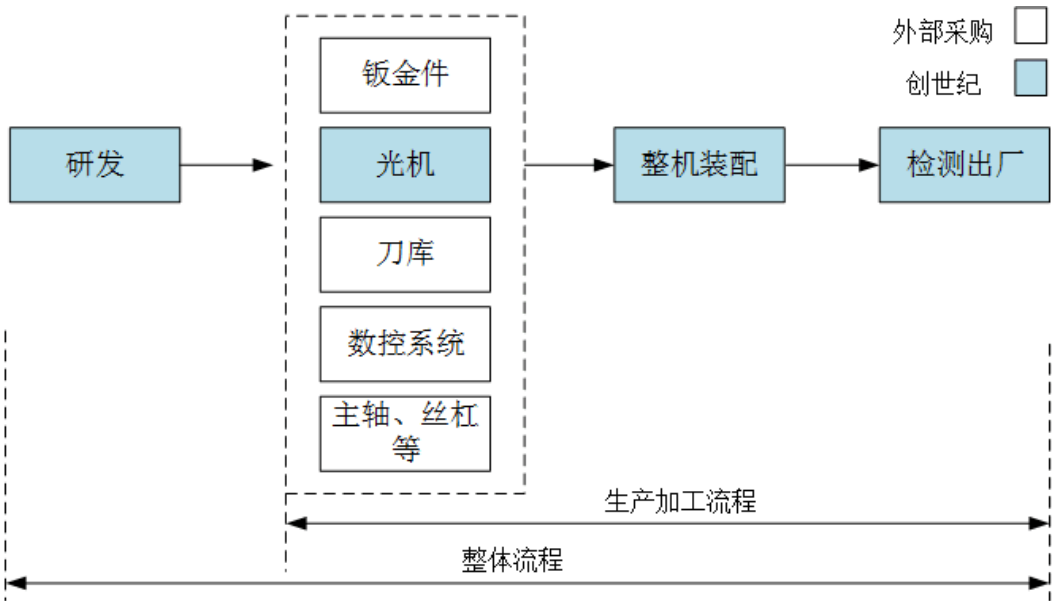 外部采购
创世纪
钣金件
研发
光机
整机装配
检测出厂
刀库
数控系统
主轴、丝杠
等
生产加工流程
整体流程